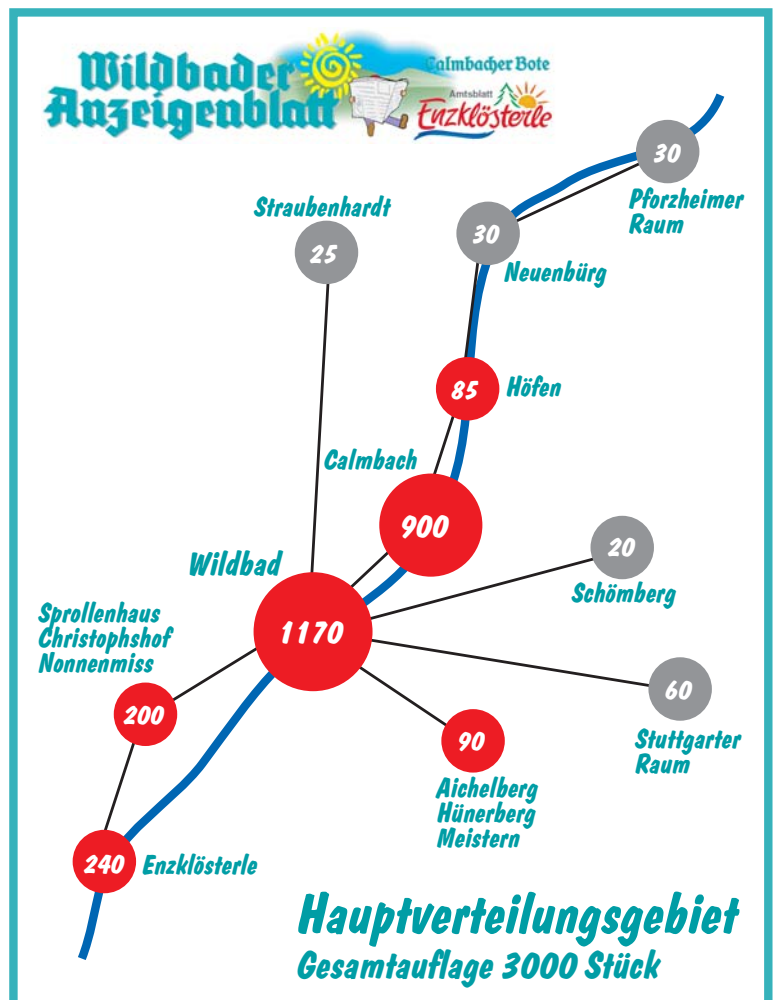 Wildbader
Anzeigenblatt
Calmbacher Bote
Amtsblatt
Enzklösterle
30
Pforzheimer
Raum
Straubenhardt
25
30
Neuenbürg
85
Höfen
Calmbach
900
Wildbad
1170
20
Schömberg
Sprollenhaus
Christophshof
Nonnenmiss
200
60
Stuttgarter
Raum
90
Aichelberg
Hünerberg
Meistern
240
Enzklösterle
Hauptverteilungsgebiet
Gesamtauflage 3000 Stück